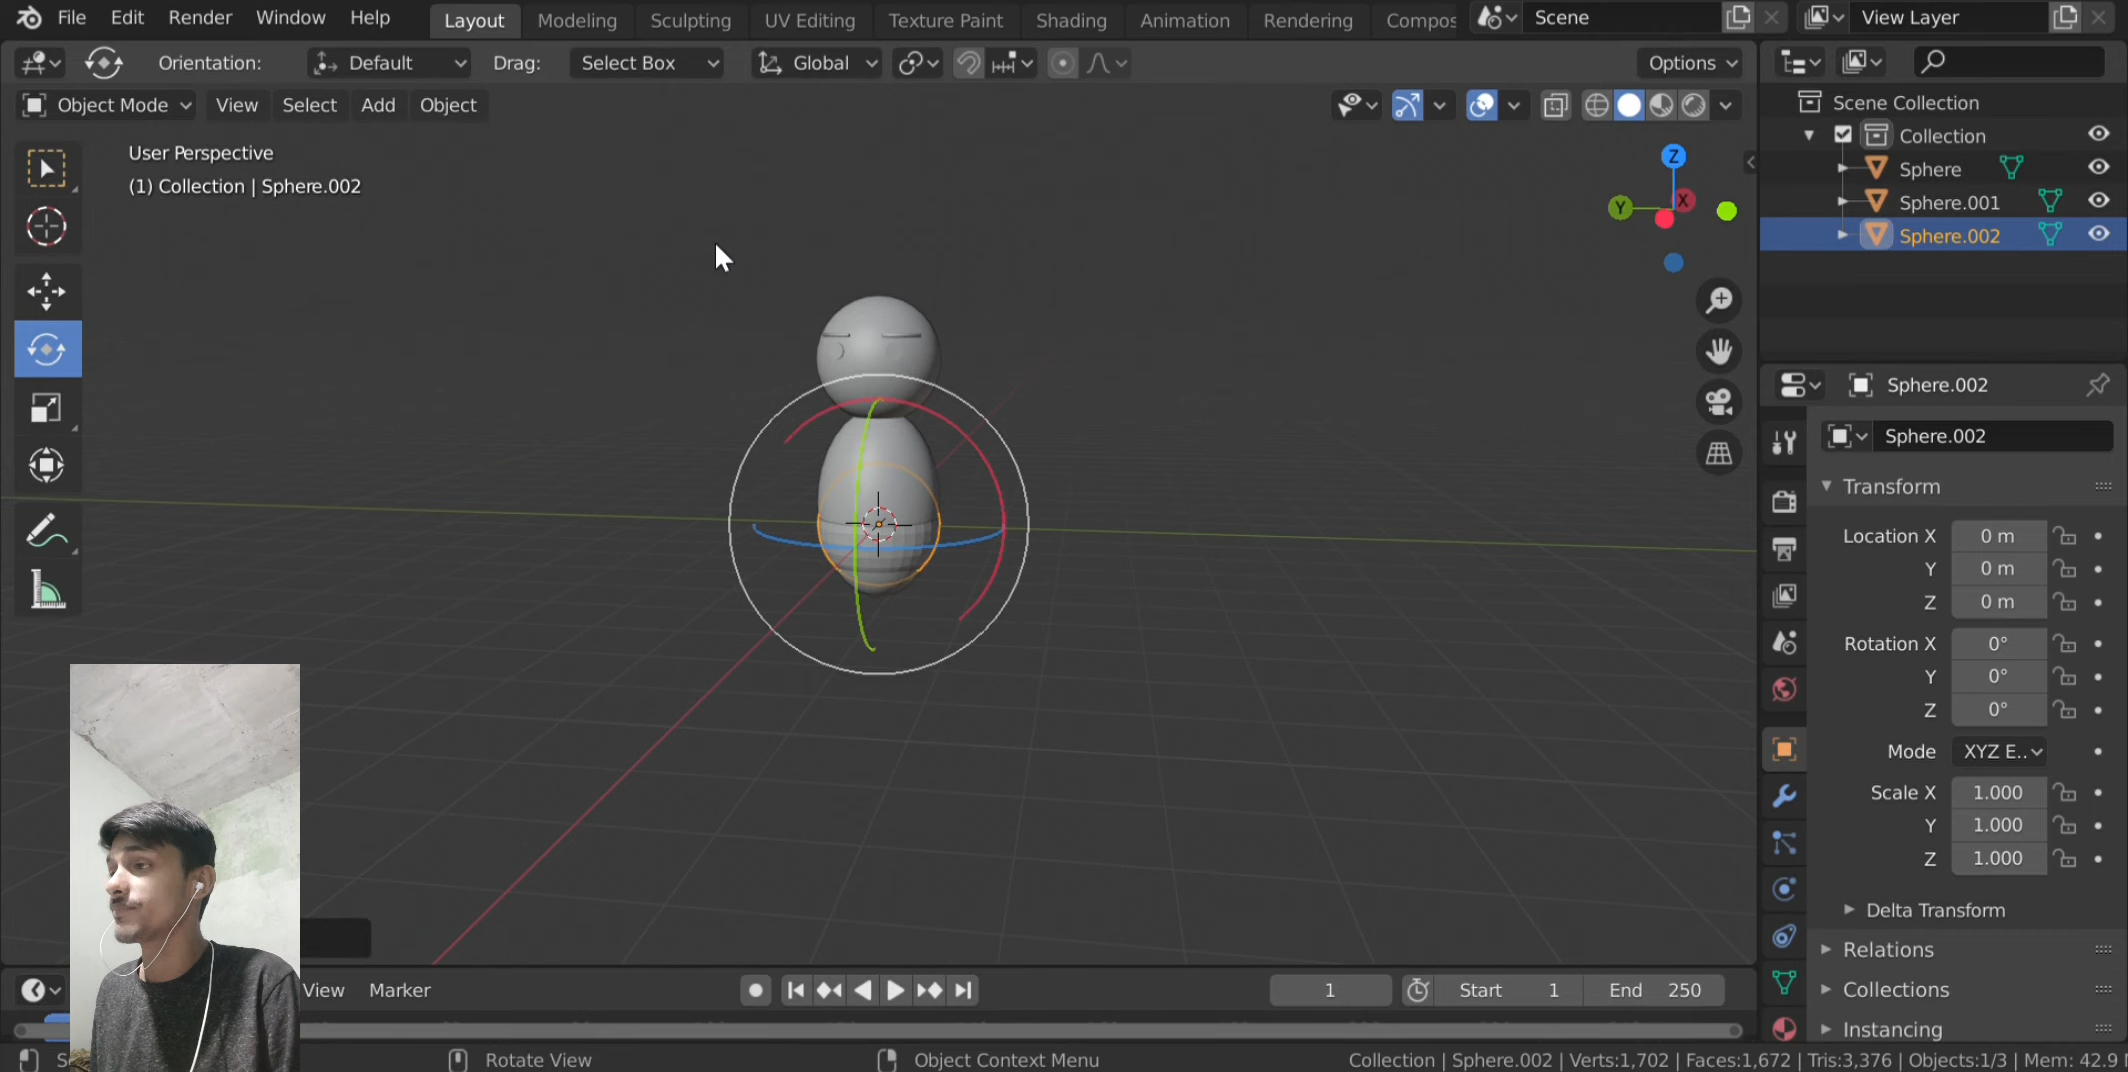 File Edit Render Window Help Layout Modeling Sculpting UV Editing Texture Paint Shading Animation Rendering Compos Scene View Layer
Orientation: Default Drag: Select Box Global Options
Object Mode View Select Add Object
User Perspective
(1) Collection | Sphere.002
Z
Y
X
Scene Collection
Collection
Sphere
Sphere.001
Sphere.002
Sphere.002
Sphere.002
Transform
Location X 0 m
Y 0 m
Z 0 m
Rotation X 0°
Y 0°
Z 0°
Mode XYZ E..
Scale X 1.000
Y 1.000
Z 1.000
Delta Transform
Relations
Collections
Instancing
View Marker 1 Start 1 End 250
Rotate View Object Context Menu Collection | Sphere.002 | Verts:1,702 | Faces:1,672 | Tris:3,376 | Objects:1/3 | Mem: 42.9